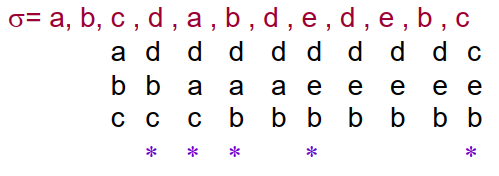 σ= a, b, c , d , a , b , d , e , d , e , b , c
a d d d d d d d d c
b b a a a e e e e e
c c c b b b b b b b
* * * * *